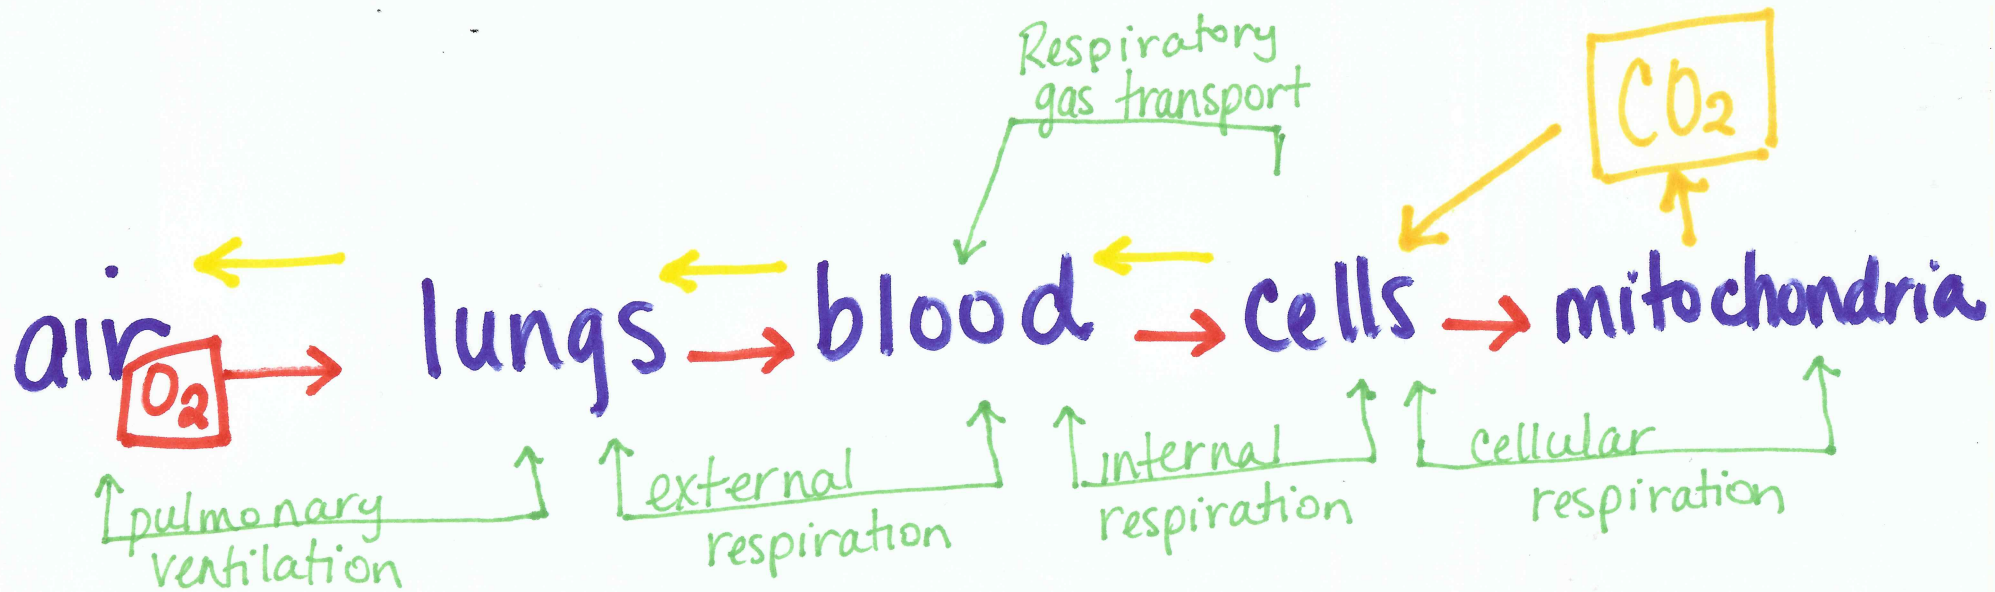 Respiratory
gas transport
CO₂
air lungs blood cells mitochondria
O₂
pulmonary
ventilation
external
respiration
internal
respiration
cellular
respiration